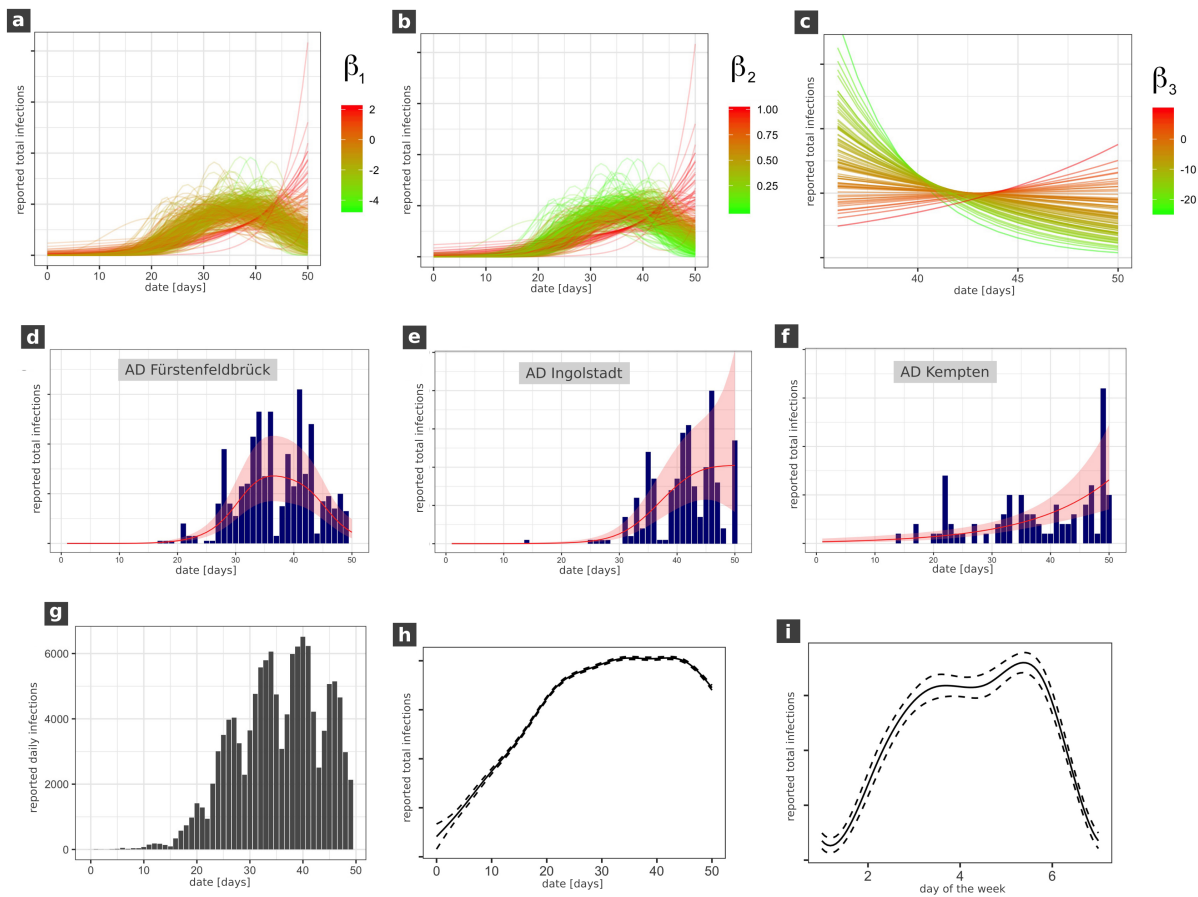 a
reported total infections
0 10 20 30 40 50
date [days]
β1
2
0
-2
-4
b
reported total infections
0 10 20 30 40 50
date [days]
β2
1.00
0.75
0.50
0.25
c
reported total infections
40 45 50
date [days]
β3
0
-10
-20
d
AD Fürstenfeldbrück
reported total infections
0 10 20 30 40 50
date [days]
e
AD Ingolstadt
reported total infections
0 10 20 30 40 50
date [days]
f
AD Kempten
reported total infections
0 10 20 30 40 50
date [days]
g
reported daily infections
6000
4000
2000
0
0 10 20 30 40 50
date [days]
h
reported total infections
0 10 20 30 40 50
date [days]
i
reported total infections
2 4 6
day of the week